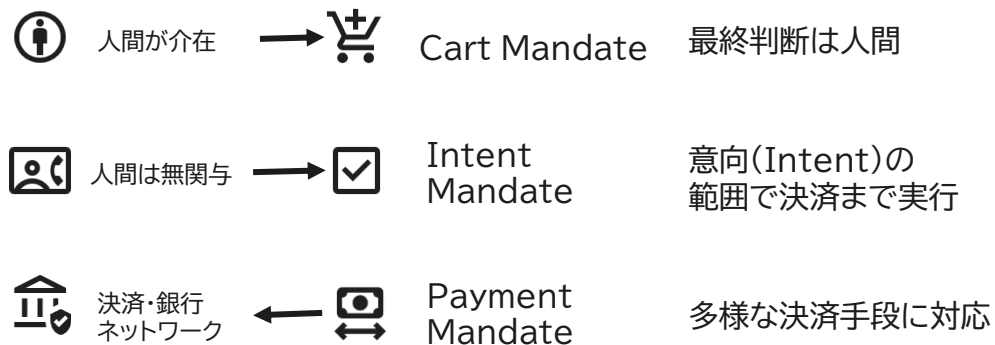 人間が介在
Cart Mandate
最終判断は人間
人間は無関与
Intent
Mandate
意向(Intent)の
範囲で決済まで実行
決済・銀行
ネットワーク
Payment
Mandate
多様な決済手段に対応